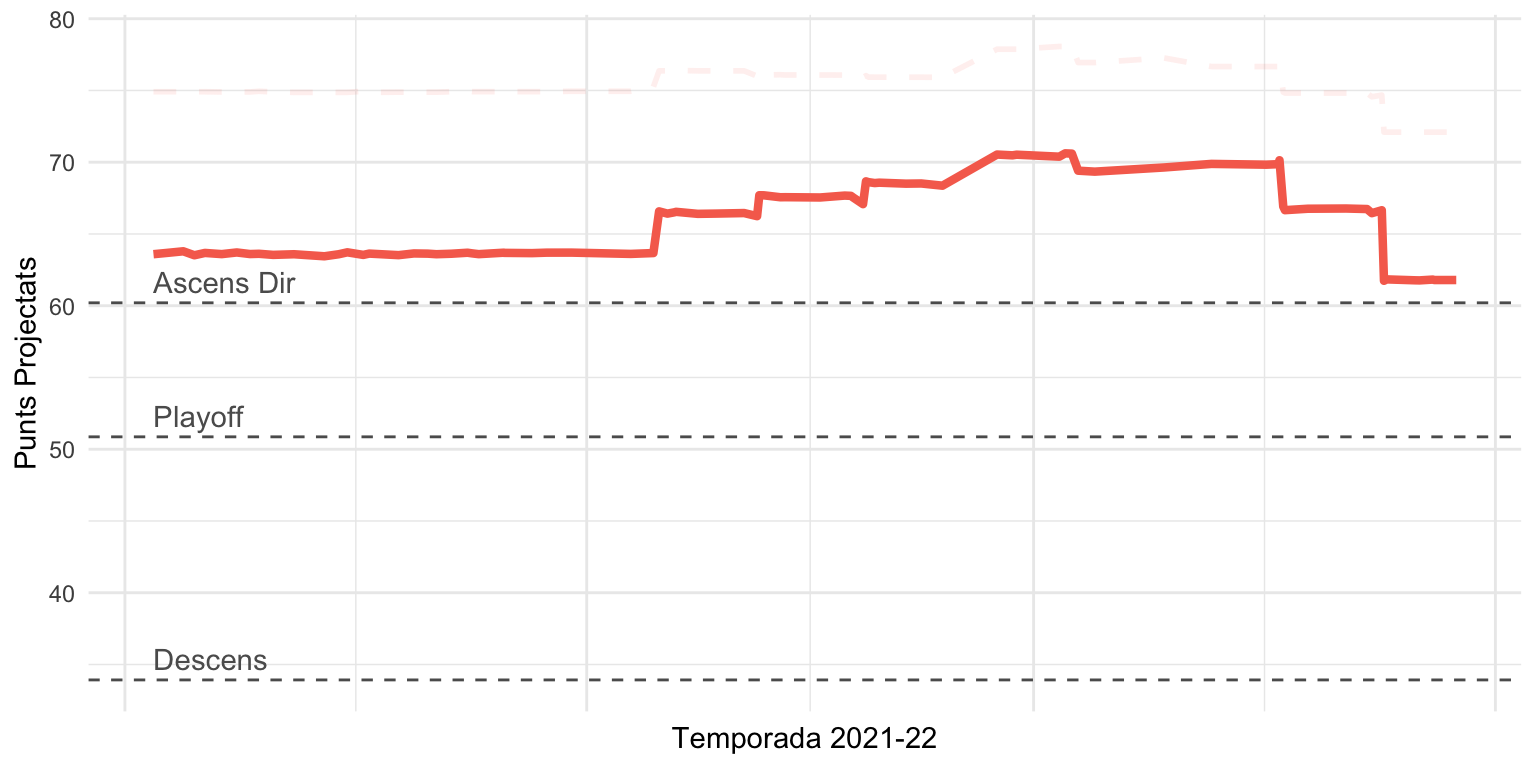 80
70
60
50
40
Punts Projectats
Ascens Dir
Playoff
Descens
Temporada 2021-22